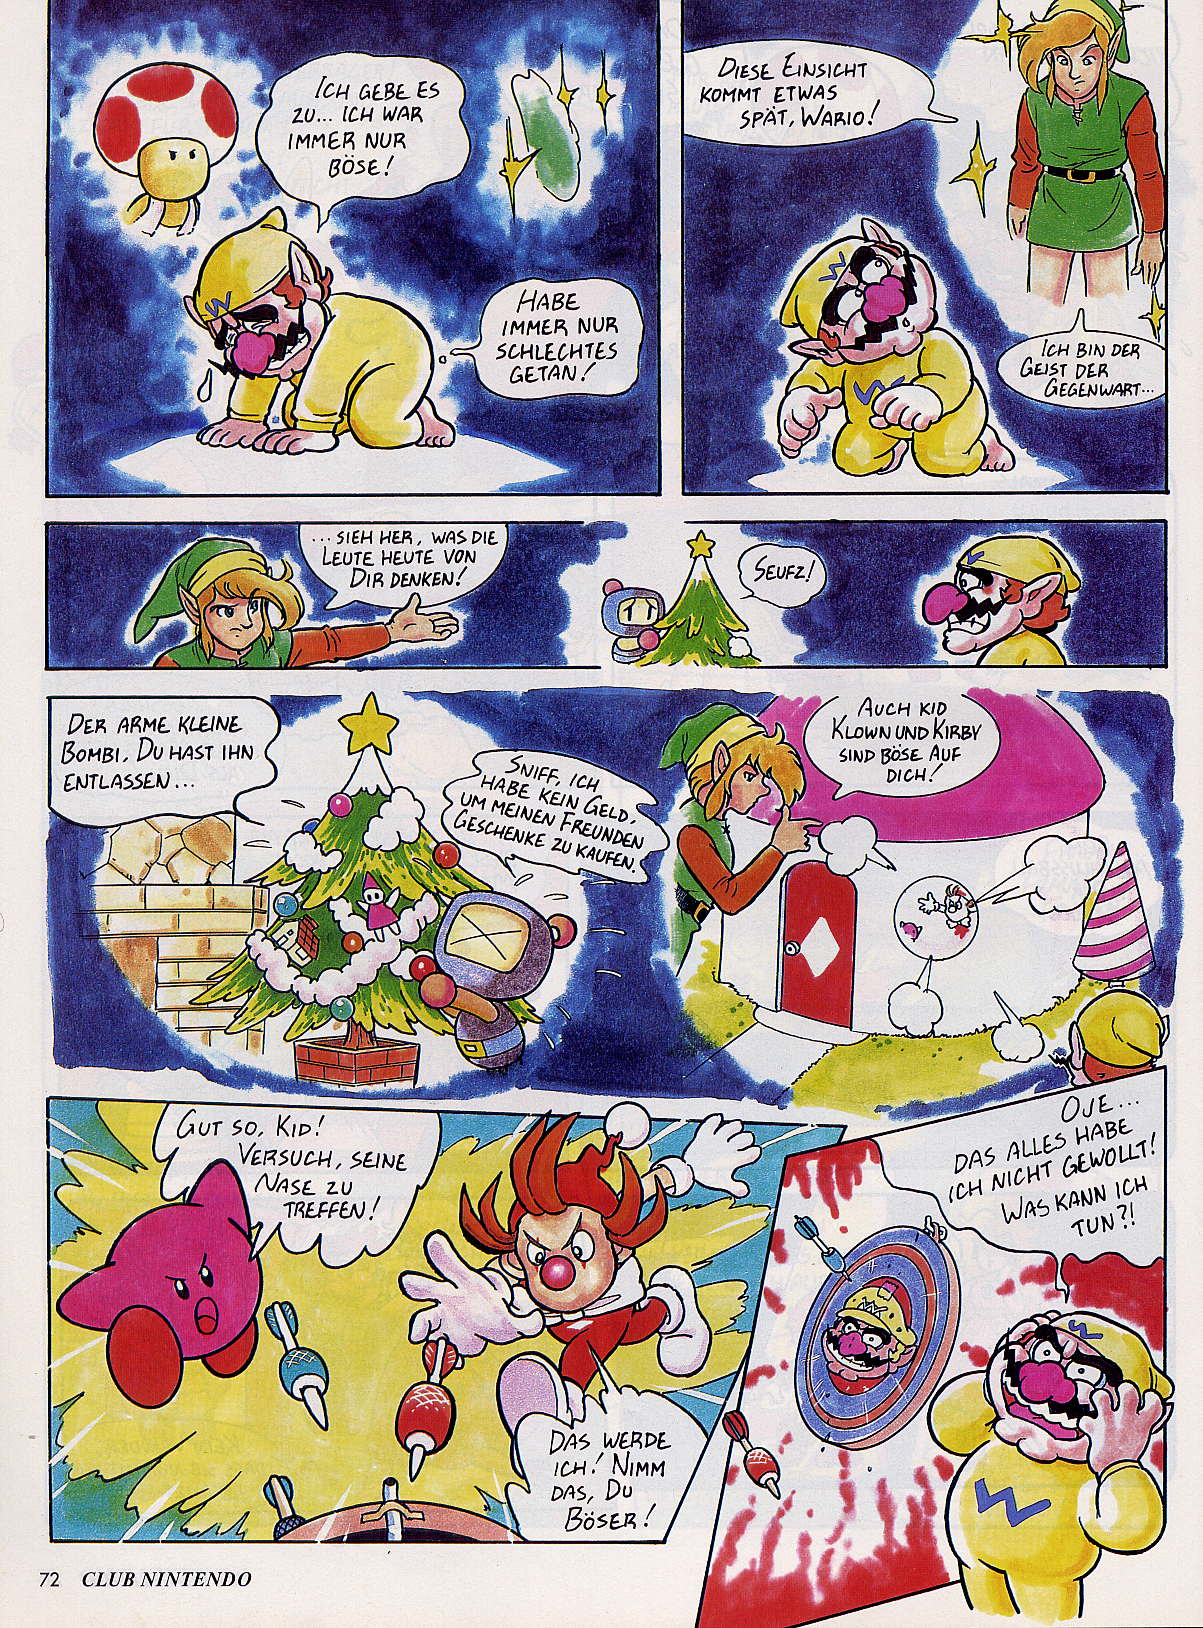 ICH GEBE ES
ZU... ICH WAR
IMMER NUR
BÖSE!
HABE
IMMER NUR
SCHLECHTES
GETAN!
DIESE EINSICHT
KOMMT ETWAS
SPÄT, WARIO!
ICH BIN DER
GEIST DER
GEGENWART...
...SIEH HER, WAS DIE
LEUTE HEUTE VON
DIR DENKEN!
SEUFZ!
DER ARME KLEINE
BOMBI, DU HAST IHN
ENTLASSEN...
SNIFF, ICH
HABE KEIN GELD,
UM MEINEN FREUNDEN
GESCHENKE ZU KAUFEN.
AUCH KID
KLOWN UND KIRBY
SIND BÖSE AUF
DICH!
GUT SO, KID!
VERSUCH, SEINE
NASE ZU
TREFFEN!
DAS WERDE
ICH! NIMM
DAS, DU
BÖSER!
OJE...
DAS ALLES HABE
ICH NICHT GEWOLLT!
WAS KANN ICH
TUN?!
72 CLUB NINTENDO